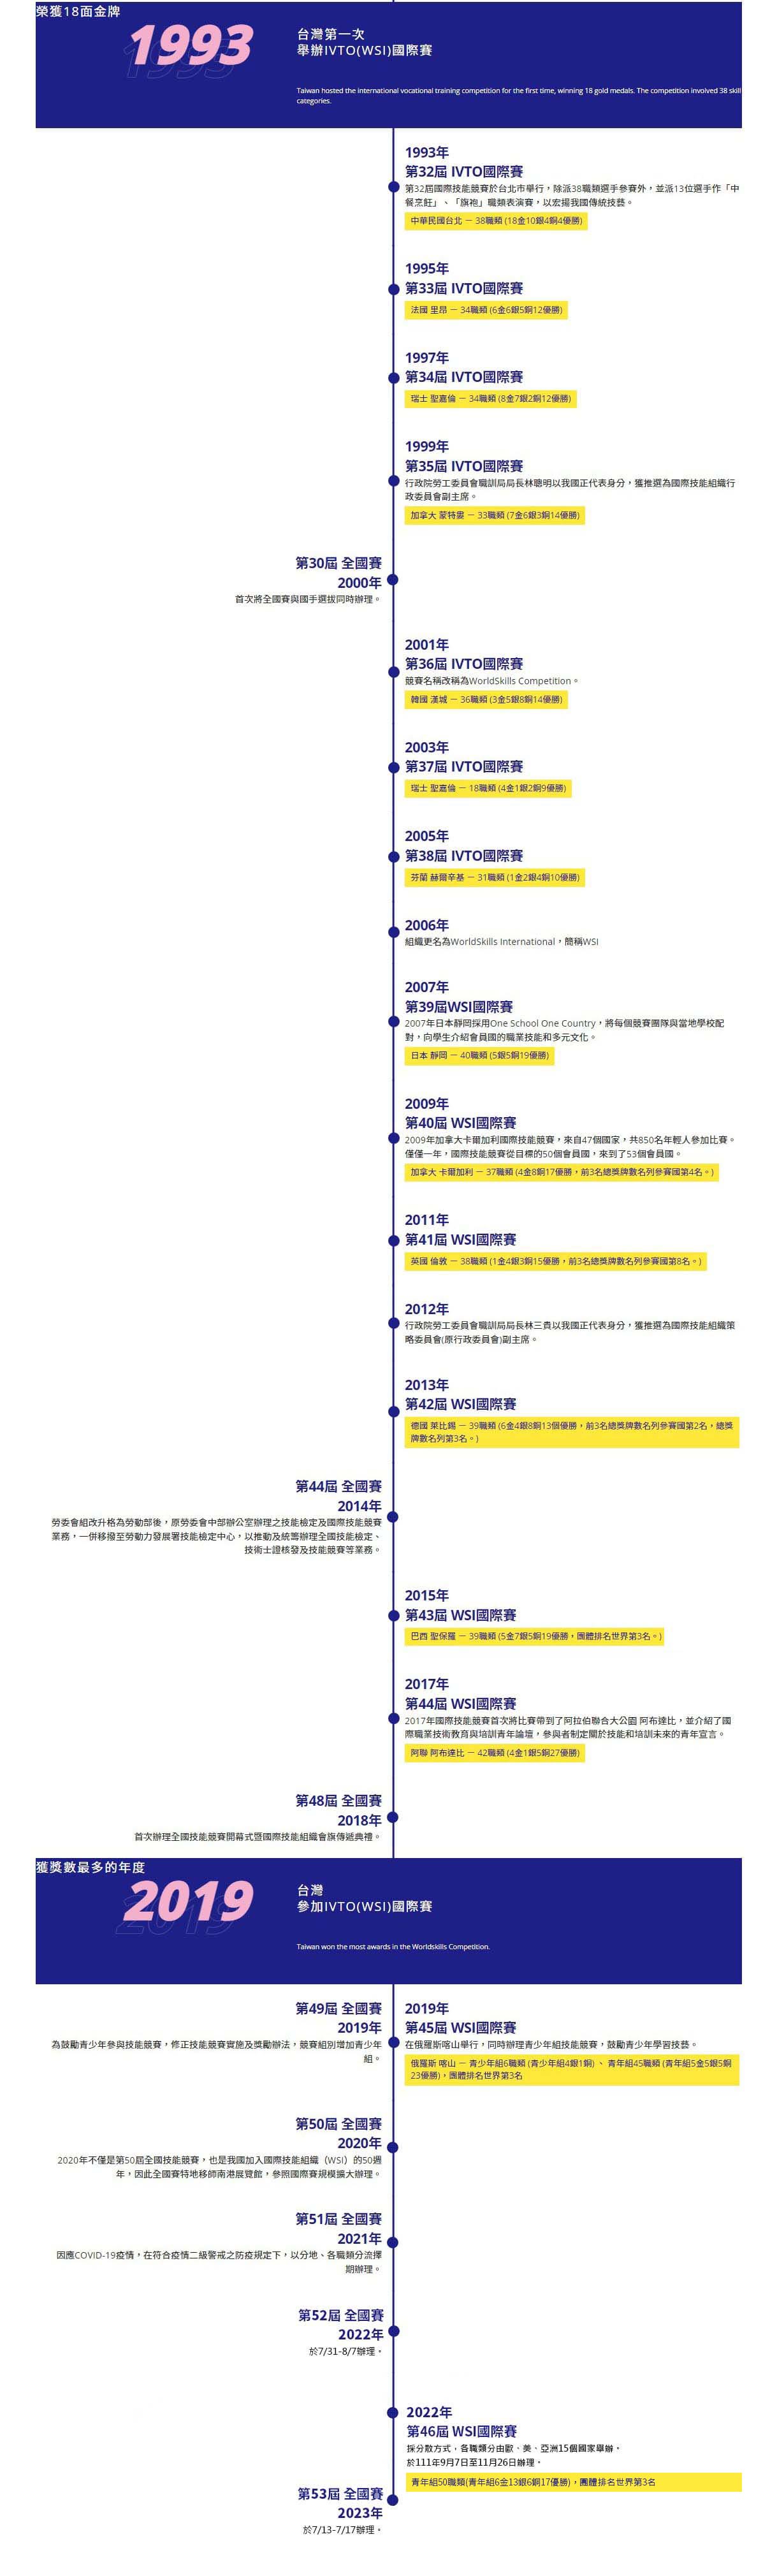 榮獲18面金牌
1993
台灣第一次
舉辦IVTO(WSI)國際賽
Taiwan hosted the international vocational training competition for the first time, winning 18 gold medals. The competition involved 38 skill
categories.
1993年
第32屆 IVTO國際賽
第32屆國際技能競賽於台北市舉行，除派38職類選手參賽外，並派13位選手作「中
餐烹飪」、「旗袍」職類表演賽，以宏揚我國傳統技藝。
中華民國台北 － 38職類 (18金10銀4銅4優勝)
1995年
第33屆 IVTO國際賽
法國 里昂 － 34職類 (6金6銀5銅12優勝)
1997年
第34屆 IVTO國際賽
瑞士 聖嘉倫 － 34職類 (8金7銀2銅12優勝)
1999年
第35屆 IVTO國際賽
行政院勞工委員會職訓局局長林聰明以我國正代表身分，獲推選為國際技能組織行
政委員會副主席。
加拿大 蒙特婁 － 33職類 (7金6銀3銅14優勝)
第30屆 全國賽
2000年
首次將全國賽與國手選拔同時辦理。
2001年
第36屆 IVTO國際賽
競賽名稱改稱為WorldSkills Competition。
韓國 漢城 － 36職類 (3金5銀8銅14優勝)
2003年
第37屆 IVTO國際賽
瑞士 聖嘉倫 － 18職類 (4金1銀2銅9優勝)
2005年
第38屆 IVTO國際賽
芬蘭 赫爾辛基 － 31職類 (1金2銀4銅10優勝)
2006年
組織更名為WorldSkills International，簡稱WSI
2007年
第39屆WSI國際賽
2007年日本靜岡採用One School One Country，將每個競賽團隊與當地學校配
對，向學生介紹會員國的職業技能和多元文化。
日本 靜岡 － 40職類 (5銀5銅19優勝)
2009年
第40屆 WSI國際賽
2009年加拿大卡爾加利國際技能競賽，來自47個國家，共850名年輕人參加比賽。
僅僅一年，國際技能競賽從目標的50個會員國，來到了53個會員國。
加拿大 卡爾加利 － 37職類 (4金8銅17優勝，前3名總獎牌數名列參賽國第4名。)
2011年
第41屆 WSI國際賽
英國 倫敦 － 38職類 (1金4銀3銅15優勝，前3名總獎牌數名列參賽國第8名。)
2012年
行政院勞工委員會職訓局局長林三貴以我國正代表身分，獲推選為國際技能組織策
略委員會(原行政委員會)副主席。
2013年
第42屆 WSI國際賽
德國 萊比錫 － 39職類 (6金4銀8銅13個優勝，前3名總獎牌數名列參賽國第2名，總獎
牌數名列第3名。)
第44屆 全國賽
2014年
勞委會組改升格為勞動部後，原勞委會中部辦公室辦理之技能檢定及國際技能競賽
業務，一併移撥至勞動力發展署技能檢定中心，以推動及統籌辦理全國技能檢定、
技術士證核發及技能競賽等業務。
2015年
第43屆 WSI國際賽
巴西 聖保羅 － 39職類 (5金7銀5銅19優勝，團體排名世界第3名。)
2017年
第44屆 WSI國際賽
2017年國際技能競賽首次將比賽帶到了阿拉伯聯合大公園 阿布達比，並介紹了國
際職業技術教育與培訓青年論壇，參與者制定關於技能和培訓未來的青年宣言。
阿聯 阿布達比 － 42職類 (4金1銀5銅27優勝)
第48屆 全國賽
2018年
首次辦理全國技能競賽開幕式暨國際技能組織會旗傳遞典禮。
獲獎數最多的年度
2019
台灣
參加IVTO(WSI)國際賽
Taiwan won the most awards in the Worldskills Competition.
第49屆 全國賽
2019年
為鼓勵青少年參與技能競賽，修正技能競賽實施及獎勵辦法，競賽組別增加青少年
組。
2019年
第45屆 WSI國際賽
在俄羅斯喀山舉行，同時辦理青少年組技能競賽，鼓勵青少年學習技藝。
俄羅斯 喀山 － 青少年組6職類 (青少年組4銀1銅) 、 青年組45職類 (青年組5金5銀5銅
23優勝)，團體排名世界第3名
第50屆 全國賽
2020年
2020年不僅是第50屆全國技能競賽，也是我國加入國際技能組織（WSI）的50週
年，因此全國賽特地移師南港展覽館，參照國際賽規模擴大辦理。
第51屆 全國賽
2021年
因應COVID-19疫情，在符合疫情二級警戒之防疫規定下，以分地、各職類分流擇
期辦理。
第52屆 全國賽
2022年
於7/31-8/7辦理。
2022年
第46屆 WSI國際賽
採分散方式，各職類分由歐、美、亞洲15個國家舉辦。
於111年9月7日至11月26日辦理。
青年組50職類(青年組6金13銀6銅17優勝)，團體排名世界第3名
第53屆 全國賽
2023年
於7/13-7/17辦理。